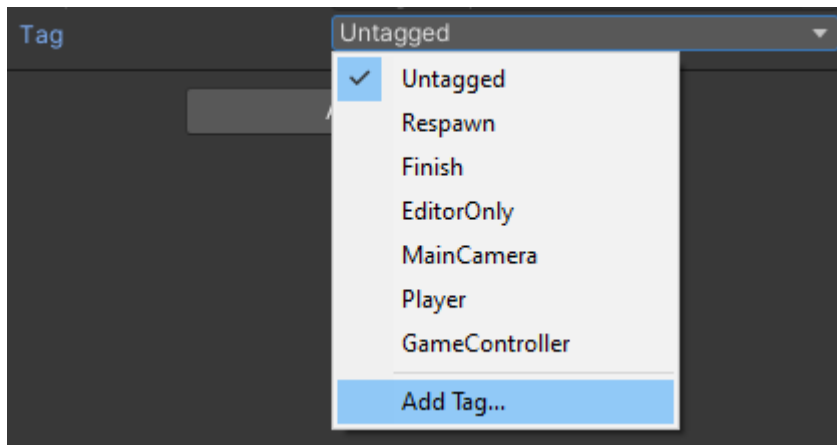 Tag
Untagged
Untagged
Respawn
Finish
EditorOnly
MainCamera
Player
GameController
Add Tag...